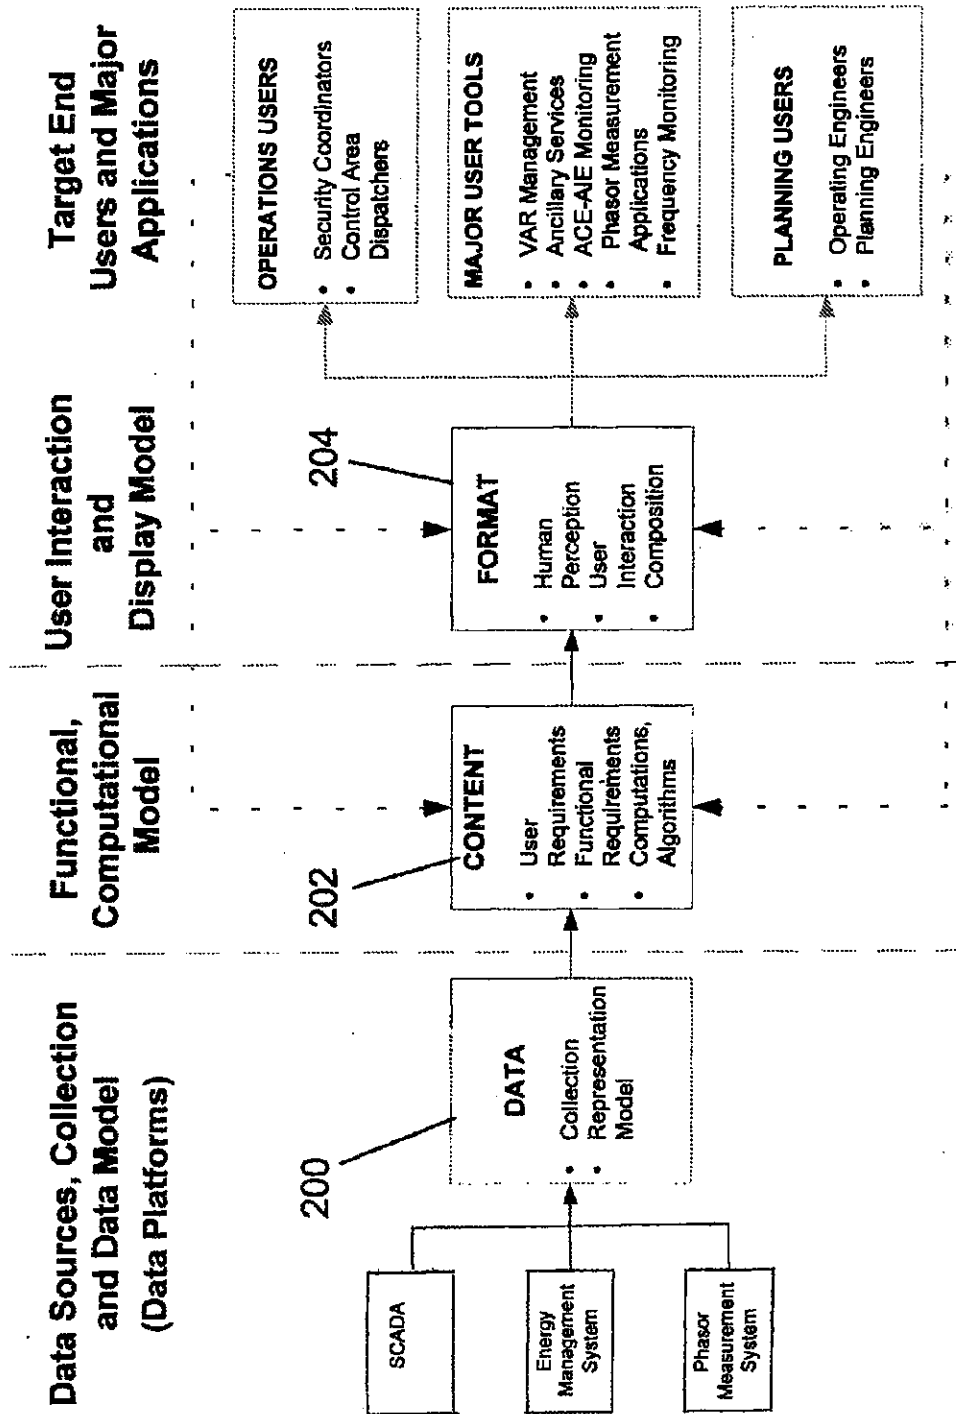 Data Sources, Collection
and Data Model
(Data Platforms)
Functional,
Computational
Model
User Interaction
and
Display Model
Target End
Users and Major
Applications
SCADA
Energy
Management
System
Phasor
Measurement
System
200
DATA
• Collection
• Representation
Model
202
CONTENT
• User
Requirements
• Functional
Requirements
• Computations,
Algorithms
204
FORMAT
• Human
Perception
• User
Interaction
• Composition
OPERATIONS USERS
• Security Coordinators
• Control Area
Dispatchers
MAJOR USER TOOLS
• VAR Management
• Ancillary Services
• ACE-AIE Monitoring
• Phasor Measurement
Applications
• Frequency Monitoring
PLANNING USERS
• Operating Engineers
• Planning Engineers